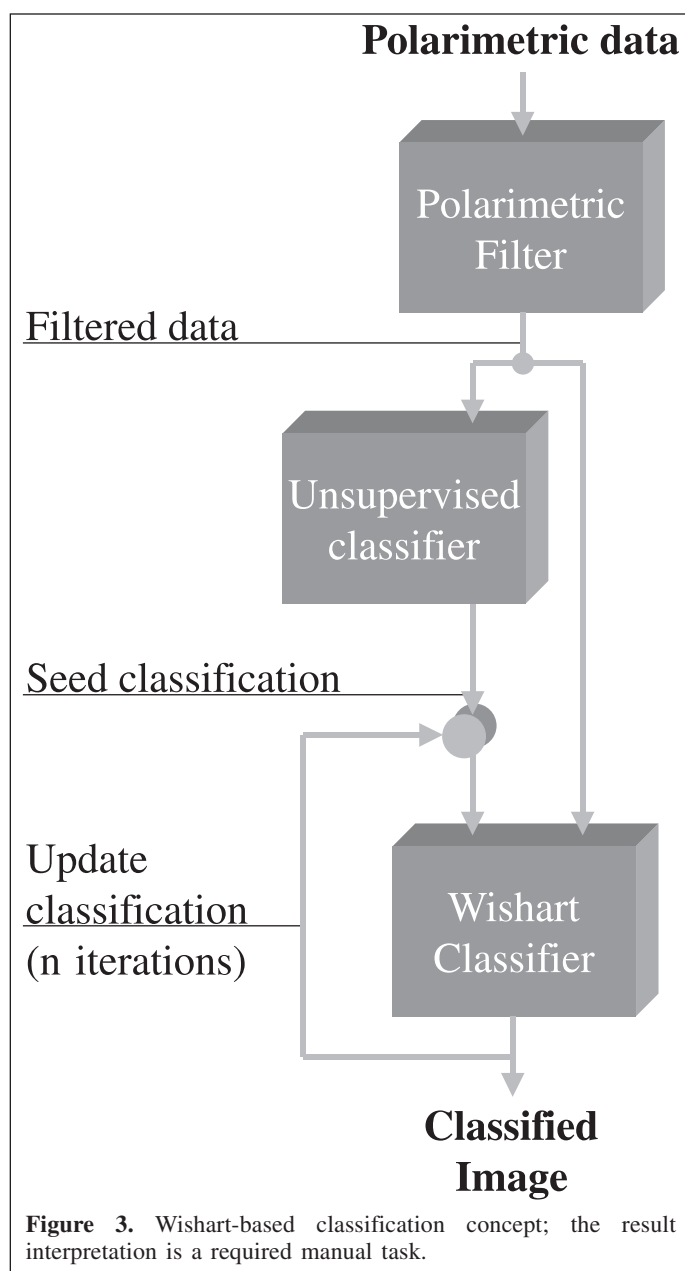 Polarimetric data
Polarimetric
Filter
Filtered data
Unsupervised
classifier
Seed classification
Update
classification
(n iterations)
Wishart
Classifier
Classified
Image
Figure 3. Wishart-based classification concept; the result
interpretation is a required manual task.